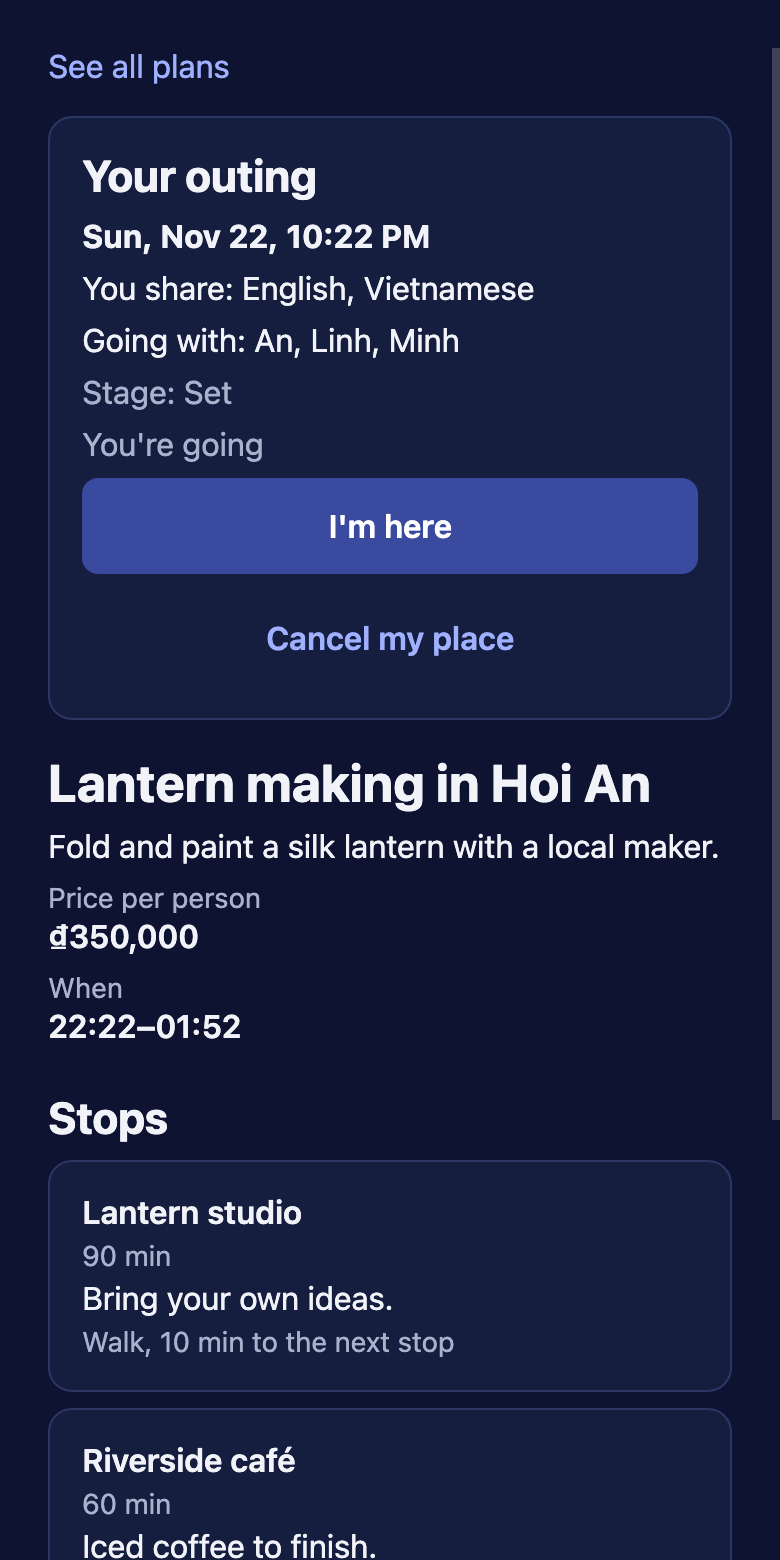 See all plans
Your outing
Sun, Nov 22, 10:22 PM
You share: English, Vietnamese
Going with: An, Linh, Minh
Stage: Set
You're going
I'm here
Cancel my place
Lantern making in Hoi An
Fold and paint a silk lantern with a local maker.
Price per person
₫350,000
When
22:22–01:52
Stops
Lantern studio
90 min
Bring your own ideas.
Walk, 10 min to the next stop
Riverside café
60 min
Iced coffee to finish.